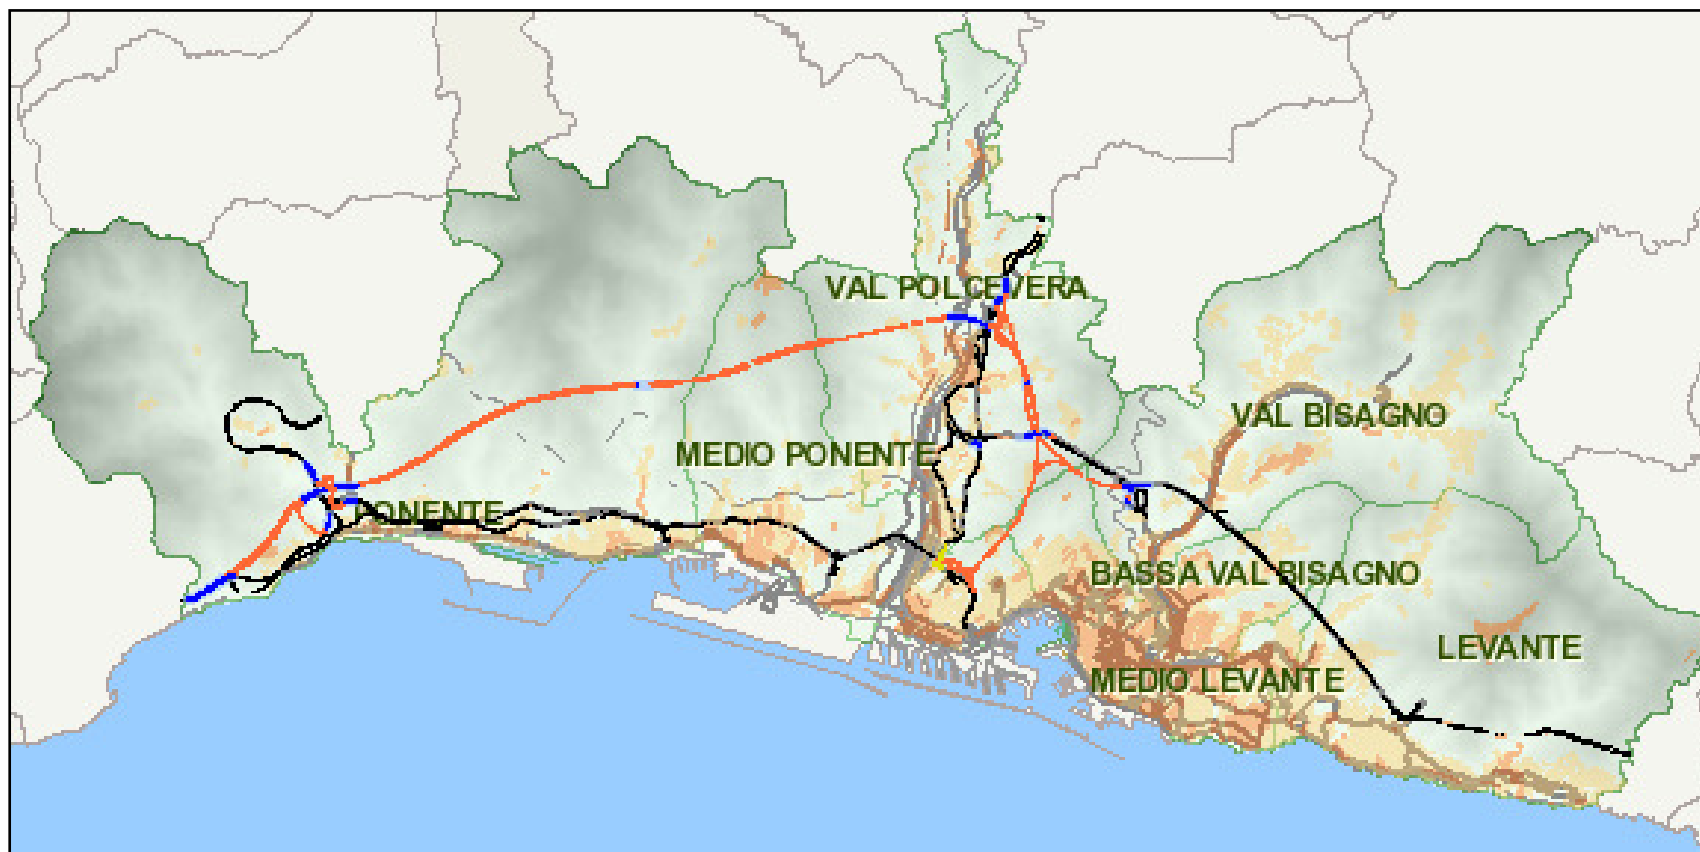 VAL POLCEVERA
VAL BISAGNO
MEDIO PONENTE
PONENTE
BASSA VAL BISAGNO
LEVANTE
MEDIO LEVANTE